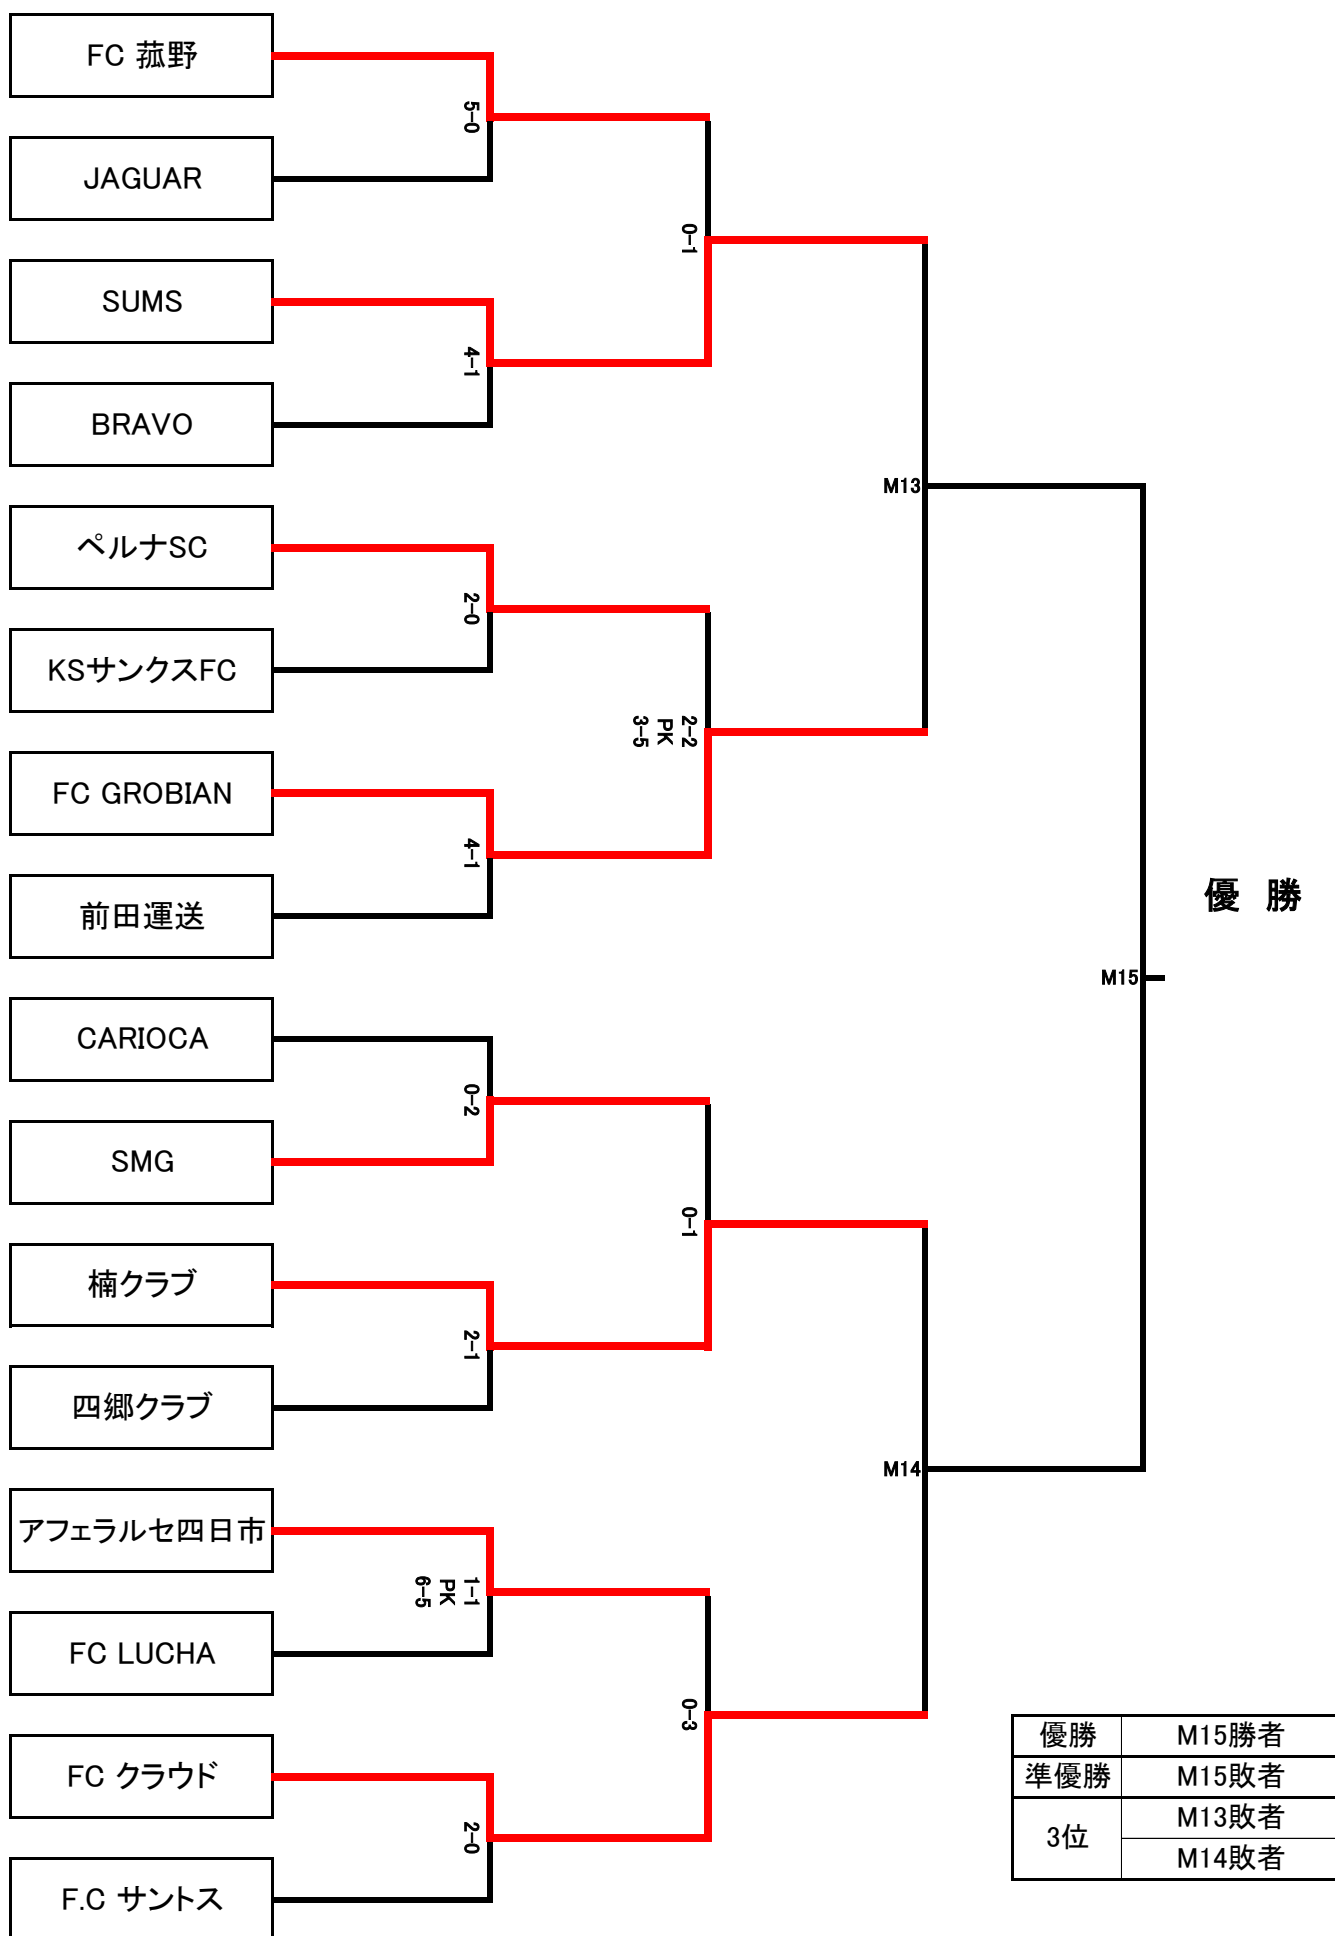 FC 菰野
5-0
JAGUAR
0-1
SUMS
4-1
BRAVO
M13
ペルナSC
2-0
KSサンクスFC
2-2
PK
3-5
FC GROBIAN
4-1
前田運送
優 勝
M15
CARIOCA
0-2
SMG
0-1
楠クラブ
2-1
四郷クラブ
M14
アフェラルセ四日市
1-1
PK
6-5
FC LUCHA
0-3
FC クラウド
2-0
F.C サントス
優勝 M15勝者
準優勝 M15敗者
3位 M13敗者
M14敗者